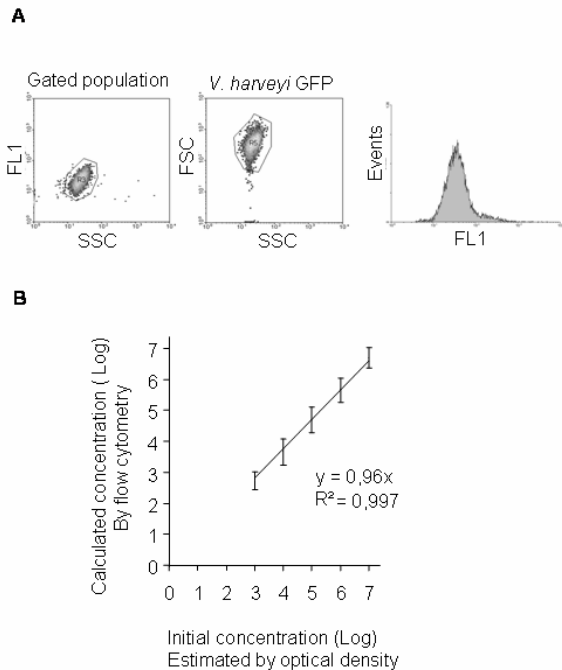 A
Gated population
V. harveyi GFP
FL1
SSC
FSC
SSC
Events
FL1
B
Calculated concentration ( Log)
By flow cytometry
7
6
5
4
3
2
1
0
0 1 2 3 4 5 6 7
y = 0,96x
R² = 0,997
Initial concentration (Log)
Estimated by optical density